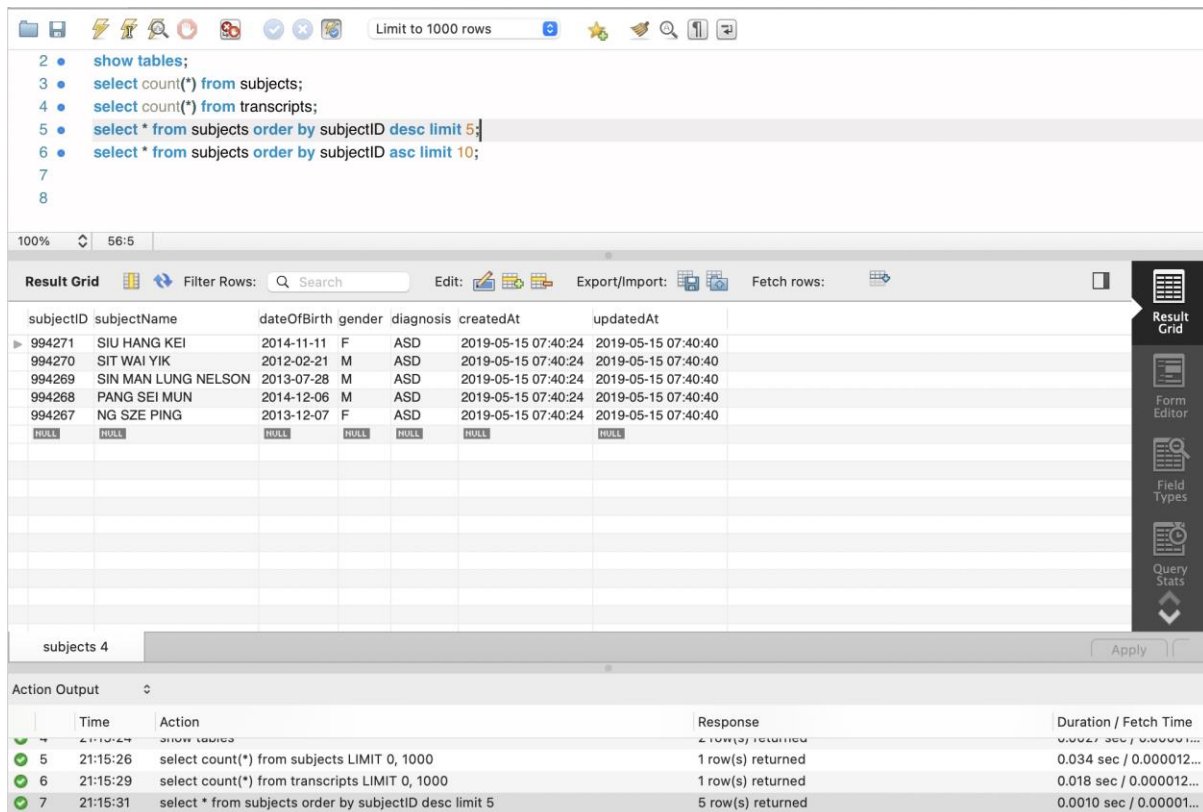 Limit to 1000 rows
2 show tables;
3 select count(*) from subjects;
4 select count(*) from transcripts;
5 select * from subjects order by subjectID desc limit 5;
6 select * from subjects order by subjectID asc limit 10;
7
8
100% 56:5
Result Grid Filter Rows: Search Edit: Export/Import: Fetch rows:
subjectID subjectName dateOfBirth gender diagnosis createdAt updatedAt
994271 SIU HANG KEI 2014-11-11 F ASD 2019-05-15 07:40:24 2019-05-15 07:40:40
994270 SIT WAI YIK 2012-02-21 M ASD 2019-05-15 07:40:24 2019-05-15 07:40:40
994269 SIN MAN LUNG NELSON 2013-07-28 M ASD 2019-05-15 07:40:24 2019-05-15 07:40:40
994268 PANG SEI MUN 2014-12-06 M ASD 2019-05-15 07:40:24 2019-05-15 07:40:40
994267 NG SZE PING 2013-12-07 F ASD 2019-05-15 07:40:24 2019-05-15 07:40:40
NULL NULL NULL NULL NULL NULL NULL
Result
Grid
Form
Editor
Field
Types
Query
Stats
subjects 4 Apply
Action Output
Time Action Response Duration / Fetch Time
4 21:15:24 show tables 2 row(s) returned
5 21:15:26 select count(*) from subjects LIMIT 0, 1000 1 row(s) returned 0.034 sec / 0.000012...
6 21:15:29 select count(*) from transcripts LIMIT 0, 1000 1 row(s) returned 0.018 sec / 0.000012...
7 21:15:31 select * from subjects order by subjectID desc limit 5 5 row(s) returned 0.0010 sec / 0.00001...